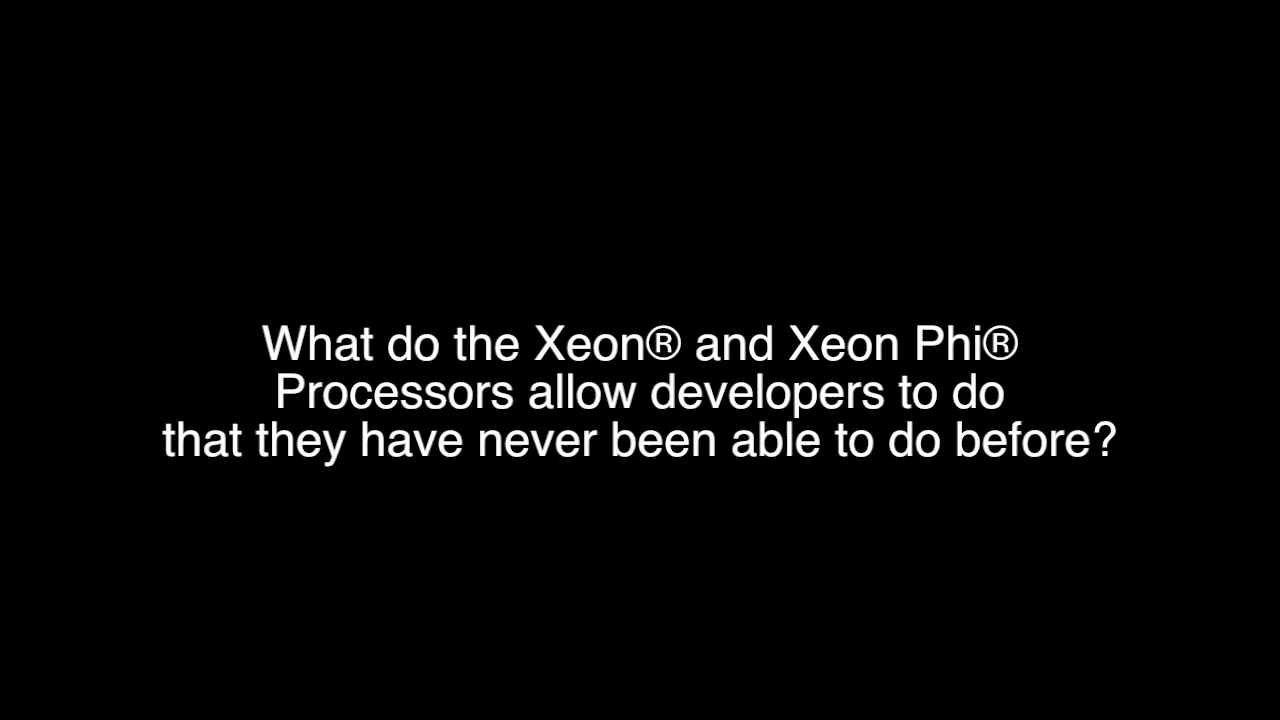 What do the Xeon® and Xeon Phi®
Processors allow developers to do
that they have never been able to do before?